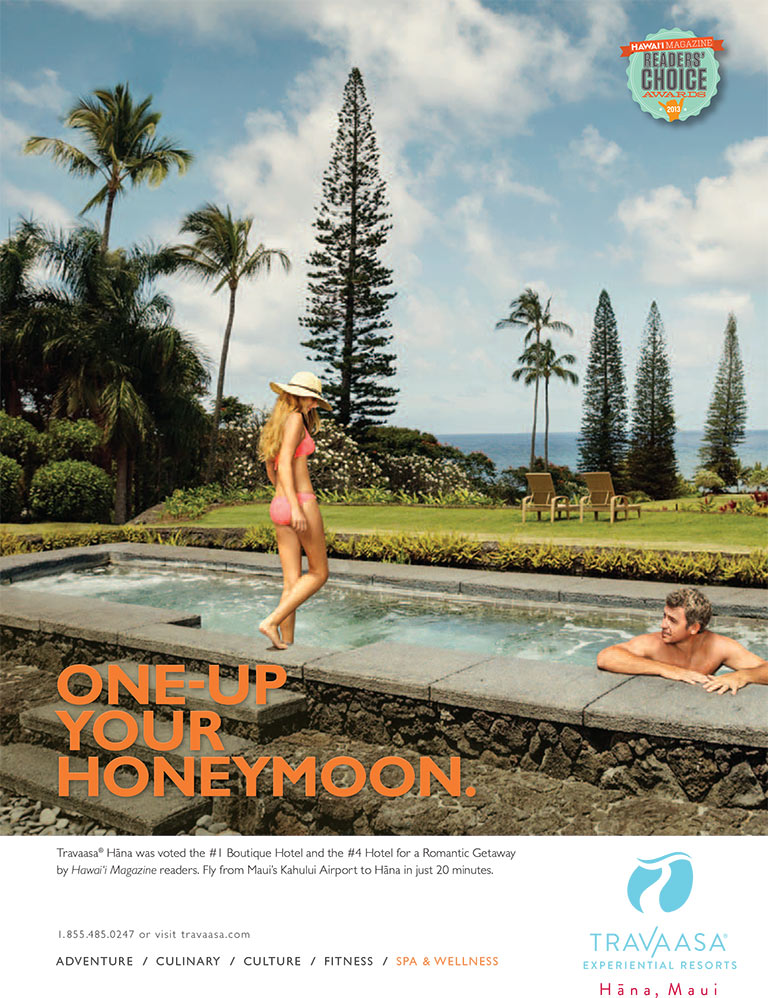 HAWAI'I MAGAZINE
READERS'
CHOICE
AWARDS
2013
ONE-UP
YOUR
HONEYMOON.
Travaasa® Hāna was voted the #1 Boutique Hotel and the #4 Hotel for a Romantic Getaway
by Hawai'i Magazine readers. Fly from Maui's Kahului Airport to Hāna in just 20 minutes.
1.855.485.0247 or visit travaasa.com
ADVENTURE / CULINARY / CULTURE / FITNESS / SPA & WELLNESS
TRAVAASA®
EXPERIENTIAL RESORTS
Hāna, Maui